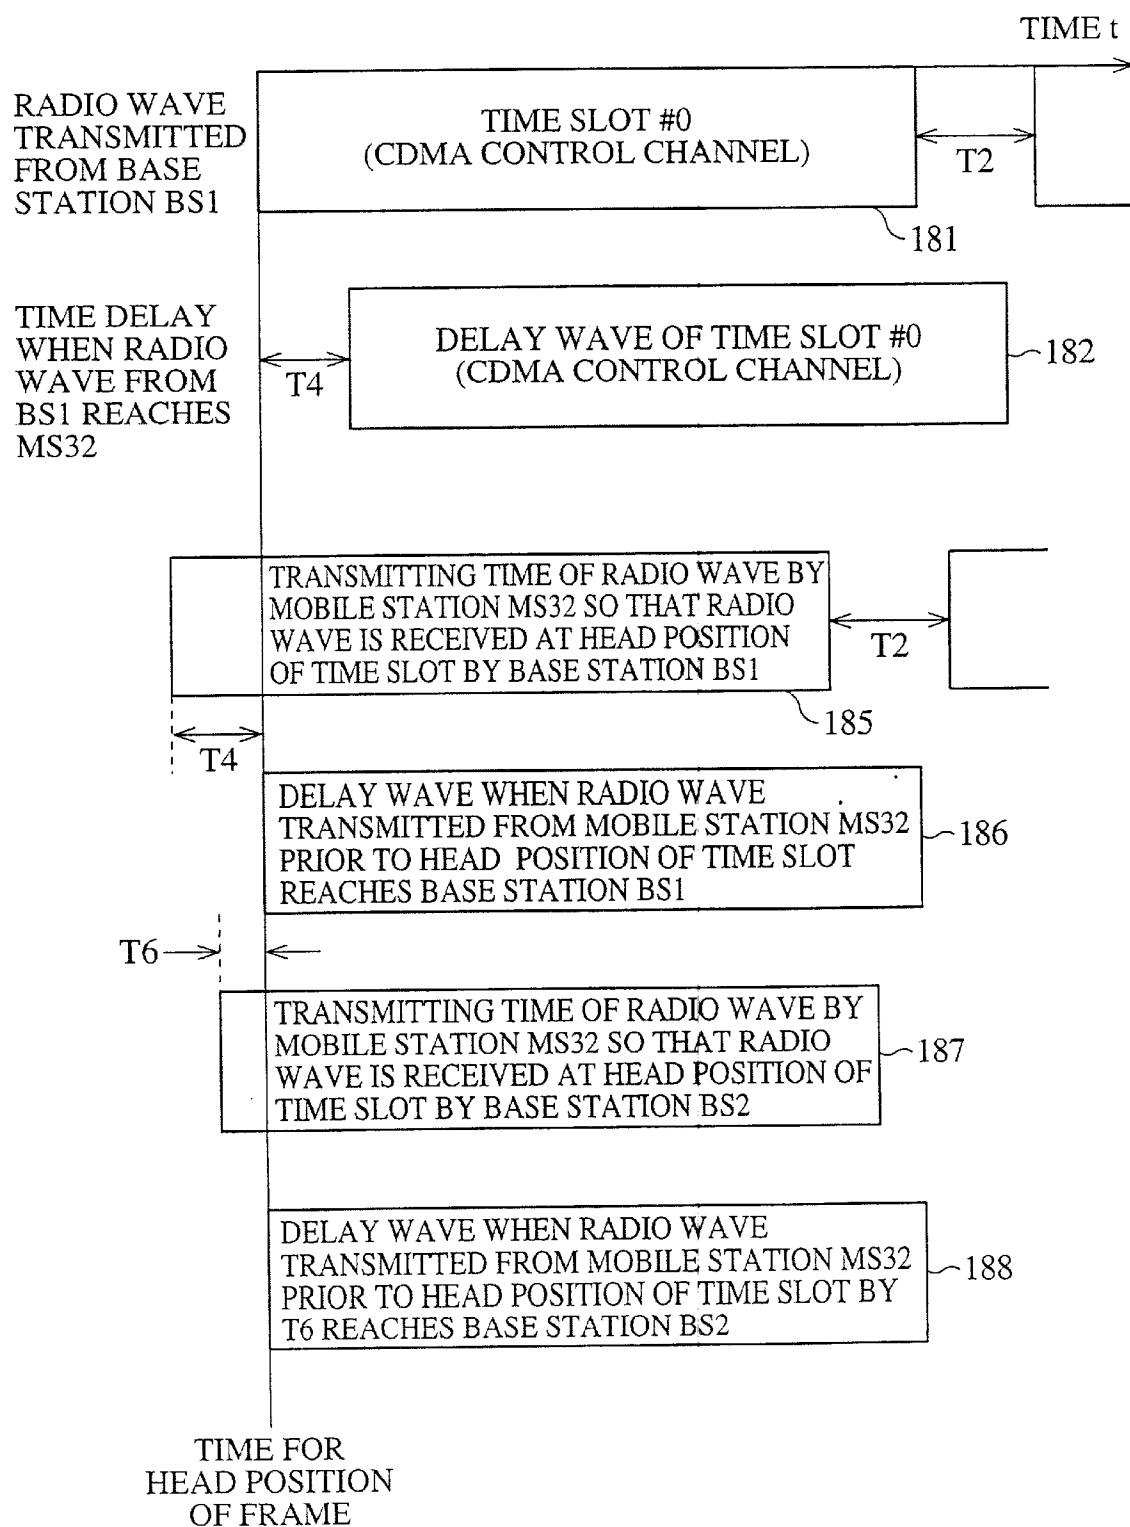 TIME t
RADIO WAVE
TRANSMITTED
FROM BASE
STATION BS1
TIME SLOT #0
(CDMA CONTROL CHANNEL)
T2
181
TIME DELAY
WHEN RADIO
WAVE FROM
BS1 REACHES
MS32
T4
DELAY WAVE OF TIME SLOT #0
(CDMA CONTROL CHANNEL)
182
TRANSMITTING TIME OF RADIO WAVE BY
MOBILE STATION MS32 SO THAT RADIO
WAVE IS RECEIVED AT HEAD POSITION
OF TIME SLOT BY BASE STATION BS1
T2
185
T4
DELAY WAVE WHEN RADIO WAVE
TRANSMITTED FROM MOBILE STATION MS32
PRIOR TO HEAD POSITION OF TIME SLOT
REACHES BASE STATION BS1
186
T6
TRANSMITTING TIME OF RADIO WAVE BY
MOBILE STATION MS32 SO THAT RADIO
WAVE IS RECEIVED AT HEAD POSITION OF
TIME SLOT BY BASE STATION BS2
187
DELAY WAVE WHEN RADIO WAVE
TRANSMITTED FROM MOBILE STATION MS32
PRIOR TO HEAD POSITION OF TIME SLOT BY
T6 REACHES BASE STATION BS2
188
TIME FOR
HEAD POSITION
OF FRAME